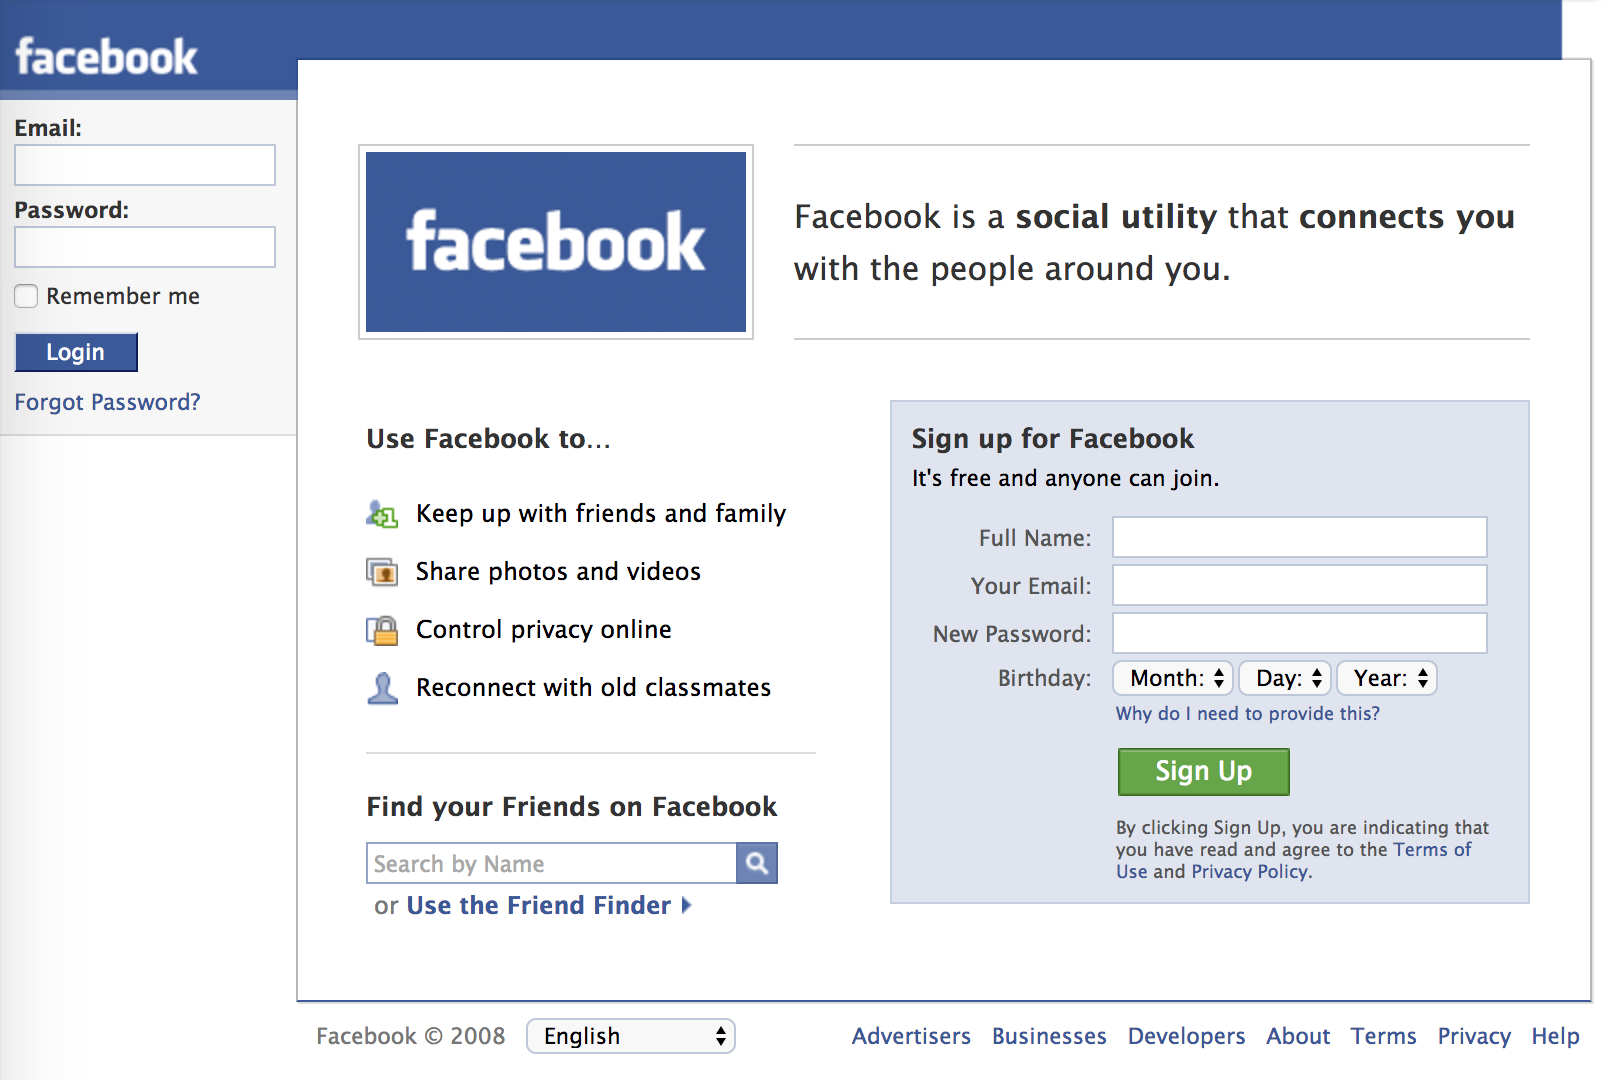 facebook
Email:
Password:
Remember me
Login
Forgot Password?
facebook
Facebook is a social utility that connects you
with the people around you.
Use Facebook to...
Keep up with friends and family
Share photos and videos
Control privacy online
Reconnect with old classmates
Find your Friends on Facebook
Search by Name
or Use the Friend Finder
Sign up for Facebook
It's free and anyone can join.
Full Name:
Your Email:
New Password:
Birthday: Month: Day: Year:
Why do I need to provide this?
Sign Up
By clicking Sign Up, you are indicating that
you have read and agree to the Terms of
Use and Privacy Policy.
Facebook © 2008 English Advertisers Businesses Developers About Terms Privacy Help